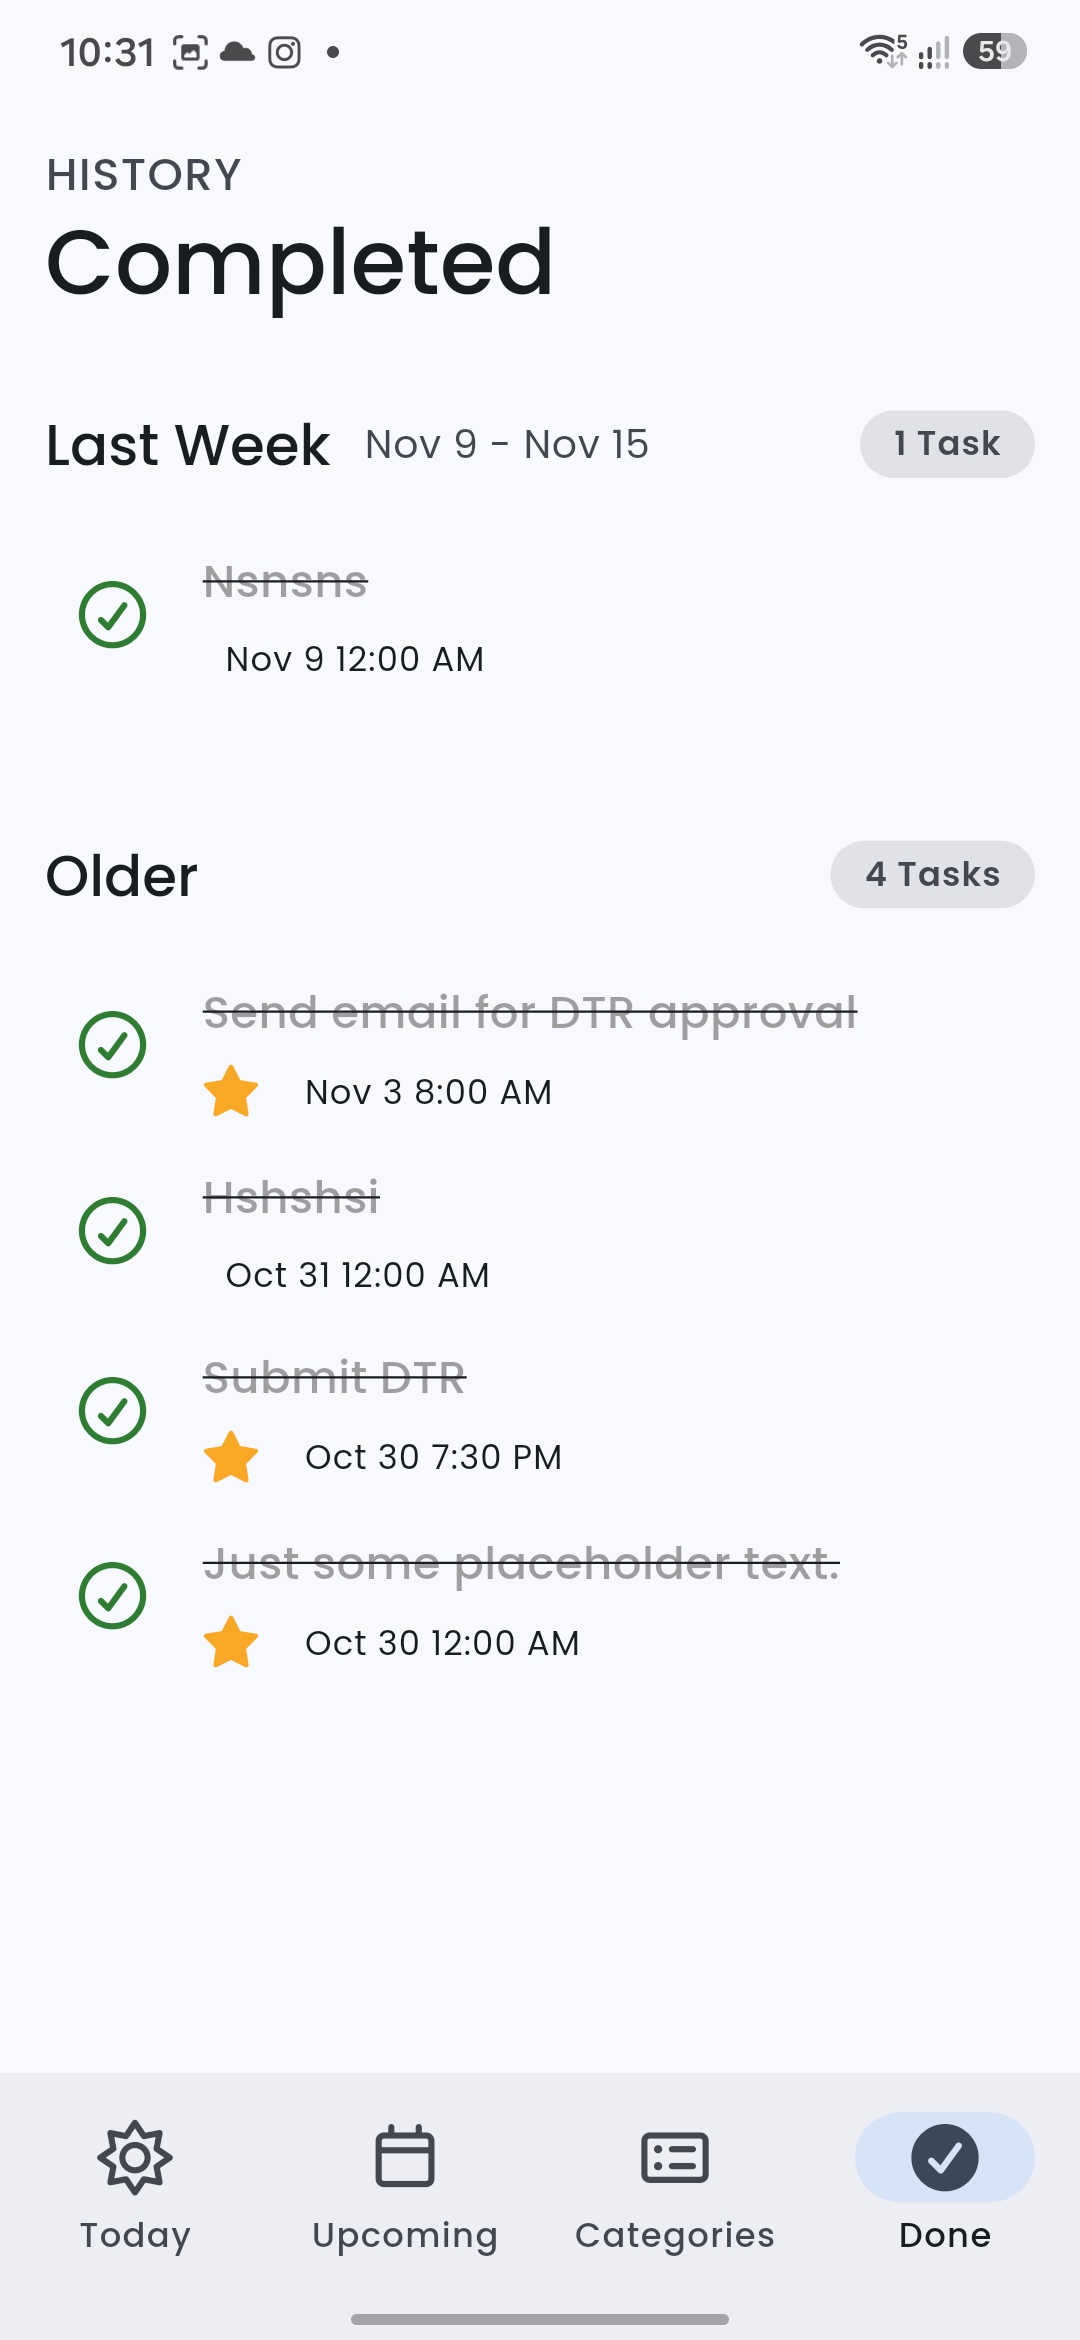 10:31
5
59
HISTORY
Completed
Last Week Nov 9 - Nov 15 1 Task
Nsnsns
Nov 9 12:00 AM
Older 4 Tasks
Send email for DTR approval
Nov 3 8:00 AM
Hshshsi
Oct 31 12:00 AM
Submit DTR
Oct 30 7:30 PM
Just some placeholder text.
Oct 30 12:00 AM
Today Upcoming Categories Done